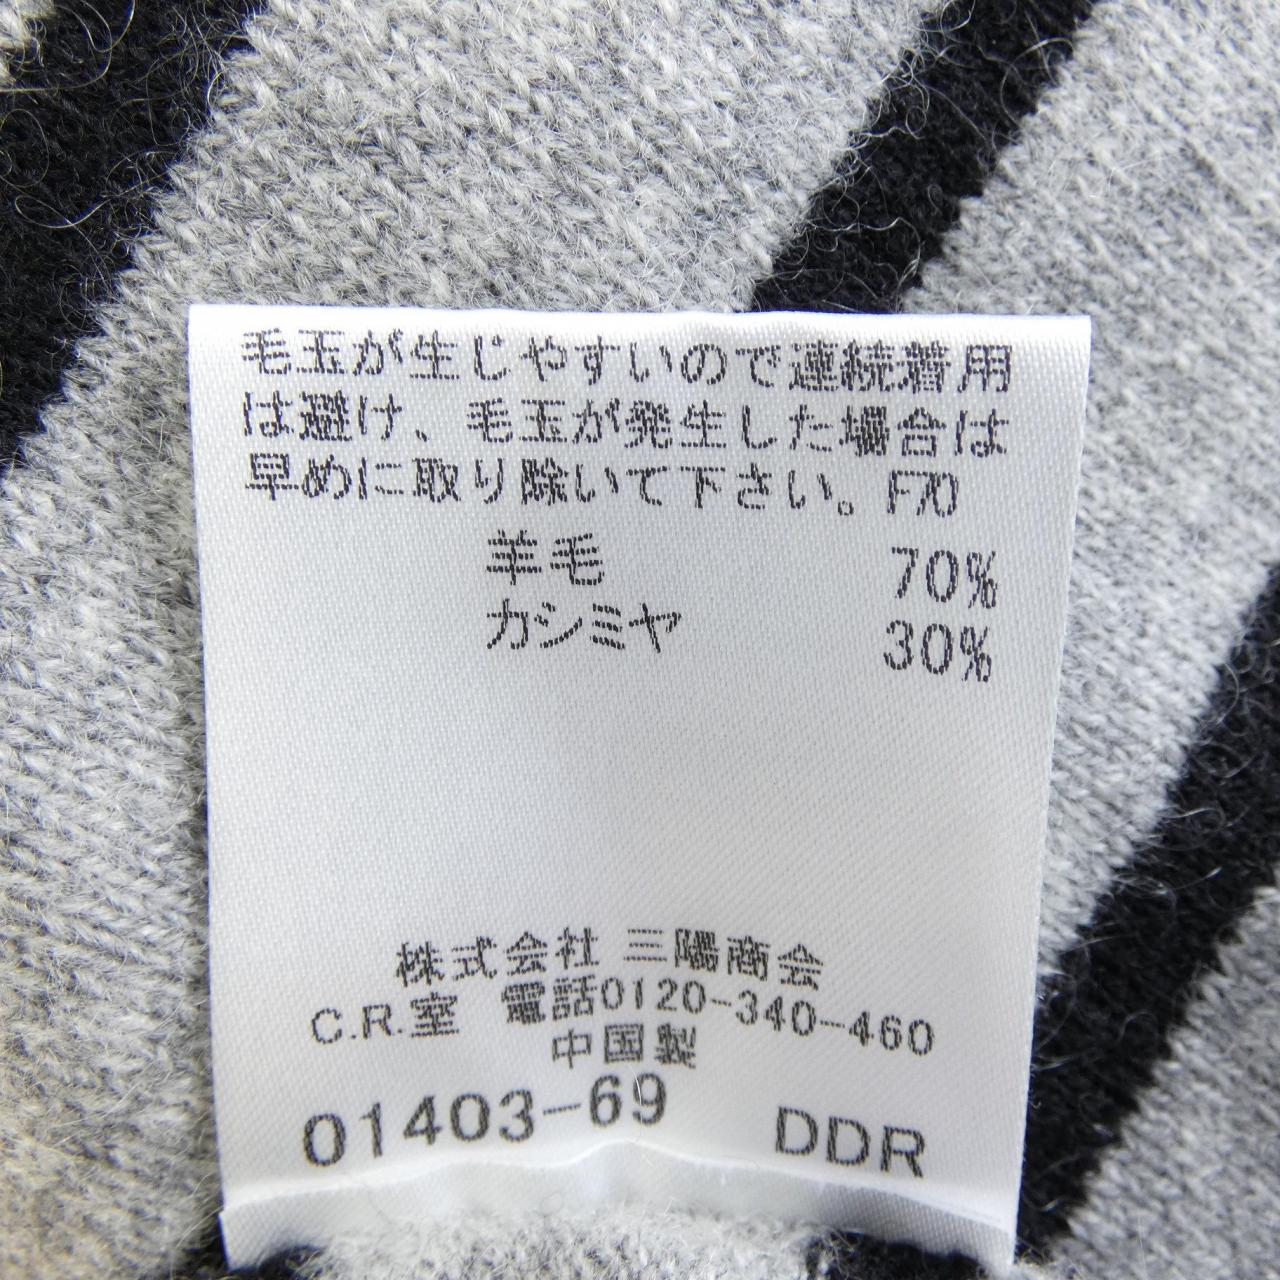 毛玉が生じやすいので連続着用
は避け、毛玉が発生した場合は
早めに取り除いて下さい。F70
羊毛 70%
カシミヤ 30%
株式会社 三陽商会
C.R.室 電話0120-340-460
中国製
01403-69 DDR